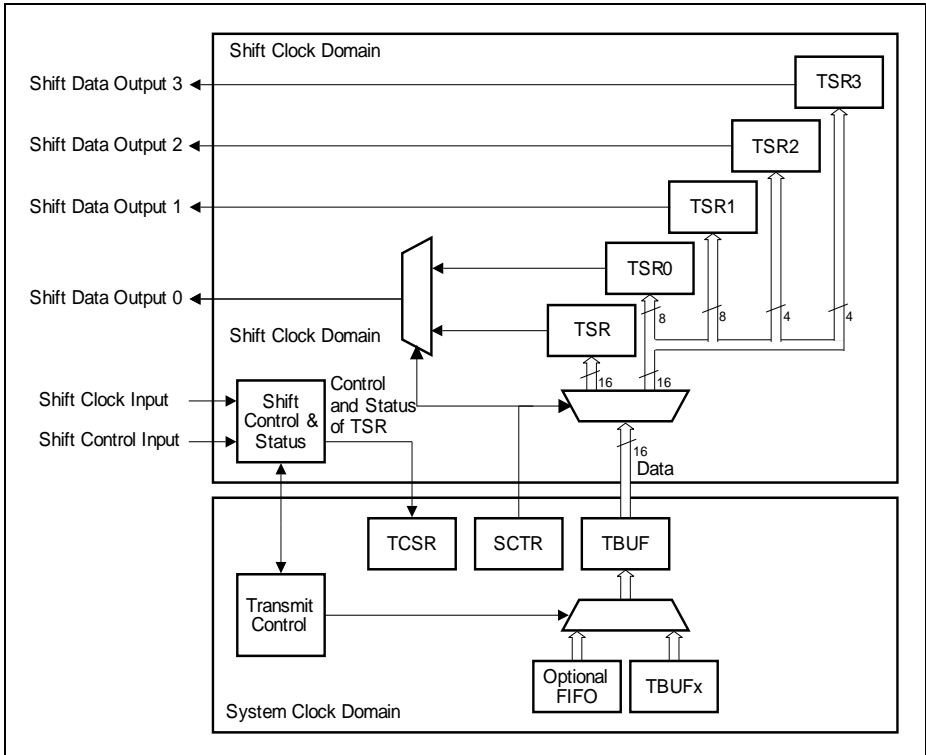 Shift Clock Domain
Shift Data Output 3
TSR3
Shift Data Output 2
TSR2
Shift Data Output 1
TSR1
TSR0
Shift Data Output 0
8
8
4
4
TSR
Shift Clock Domain
16
16
Shift Clock Input
Shift Control Input
Shift
Control &
Status
Control
and Status
of TSR
16
Data
TCSR
SCTR
TBUF
Transmit
Control
Optional
FIFO
TBUFx
System Clock Domain